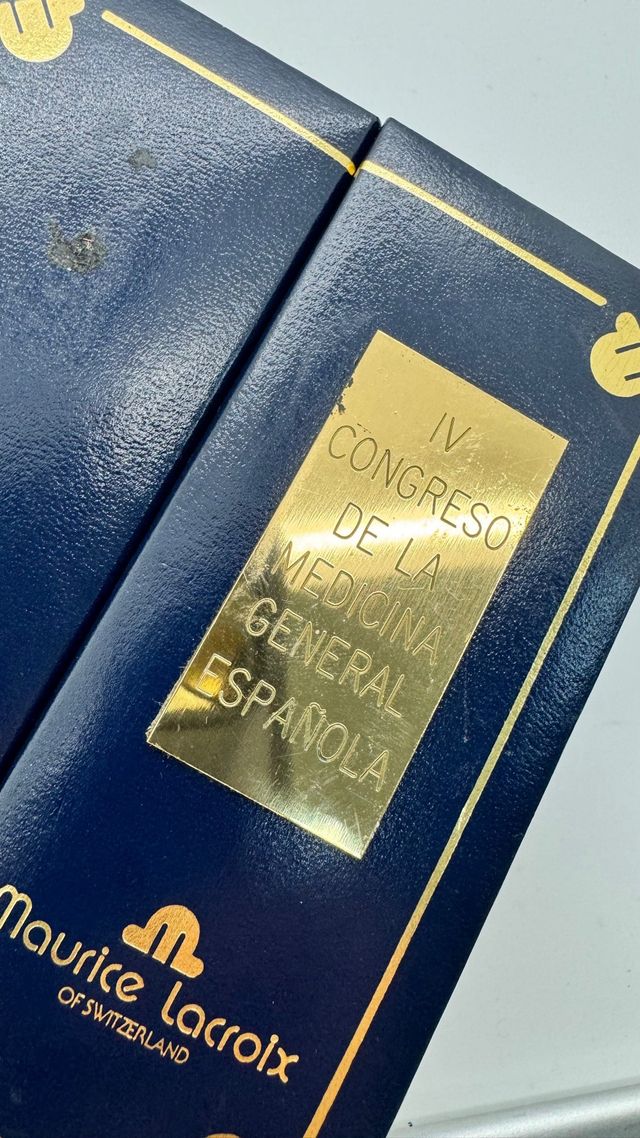 IV
CONGRESO
DE LA
MEDICINA
GENERAL
ESPAÑOLA
Maurice Lacroix
OF SWITZERLAND